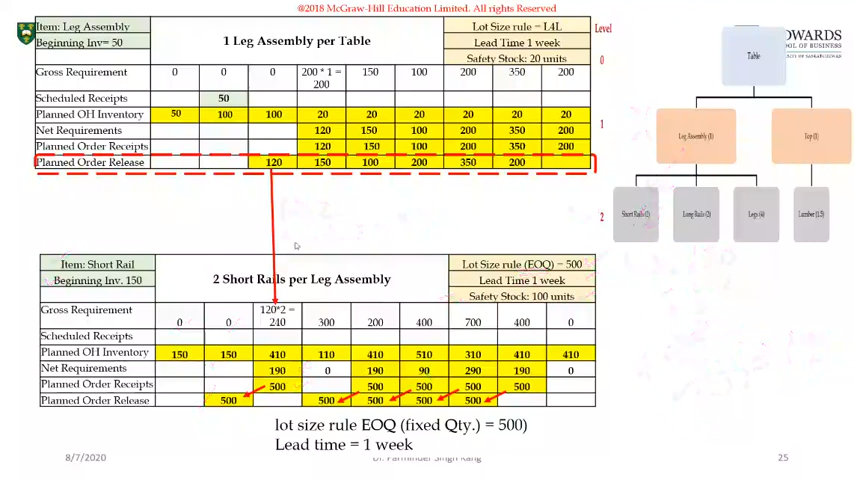 @2018 McGraw-Hill Education Limited. All rights Reserved
Item: Leg Assembly
Beginning Inv= 50
1 Leg Assembly per Table
Lot Size rule = L4L
Lead Time 1 week
Safety Stock: 20 units
Gross Requirement 0 0 0 200 * 1 = 200 150 100 200 350 200
Scheduled Receipts 50
Planned OH Inventory 50 100 100 20 20 20 20 20 20
Net Requirements 120 150 100 200 350 200
Planned Order Receipts 120 150 100 200 350 200
Planned Order Release 120 150 100 200 350 200
Item: Short Rail
Beginning Inv. 150
2 Short Rails per Leg Assembly
Lot Size rule (EOQ) = 500
Lead Time 1 week
Safety Stock: 100 units
Gross Requirement 0 0 120*2 = 240 300 200 400 700 400 0
Scheduled Receipts
Planned OH Inventory 150 150 410 110 410 510 310 410 410
Net Requirements 190 0 190 90 290 190 0
Planned Order Receipts 500 500 500 500 500
Planned Order Release 500 500 500 500 500
lot size rule EOQ (fixed Qty.) = 500)
Lead time = 1 week
Level
0
1
2
Table
Leg Assembly (1)
Top (1)
Short Rails (2)
Long Rails (2)
Legs (4)
OWARDS
OL OF BUSINESS
8/7/2020
Dr. Parminder Singh Kang
25